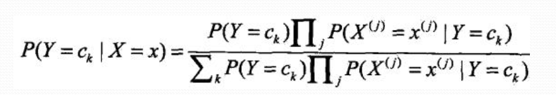 P(Y = c_k | X = x) = \frac{P(Y = c_k) \prod_j P(X^{(j)} = x^{(j)} | Y = c_k)}{\sum_k P(Y = c_k) \prod_j P(X^{(j)} = x^{(j)} | Y = c_k)}